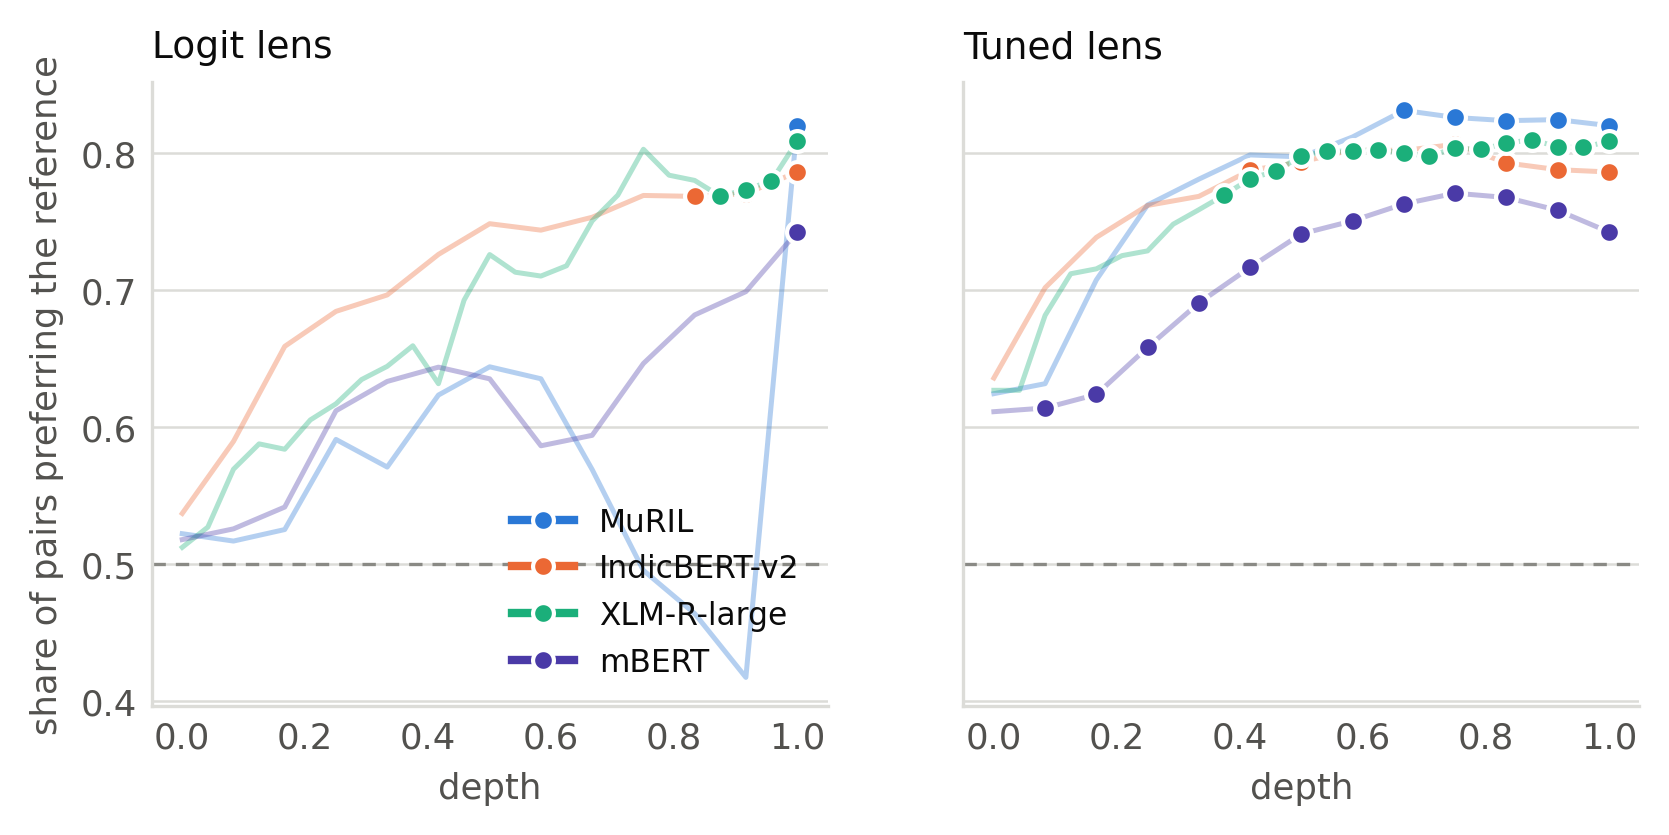 Logit lens
Tuned lens
share of pairs preferring the reference
0.8
0.7
0.6
0.5
0.4
MuRIL
IndicBERT-v2
XLM-R-large
mBERT
0.0 0.2 0.4 0.6 0.8 1.0
0.0 0.2 0.4 0.6 0.8 1.0
depth
depth